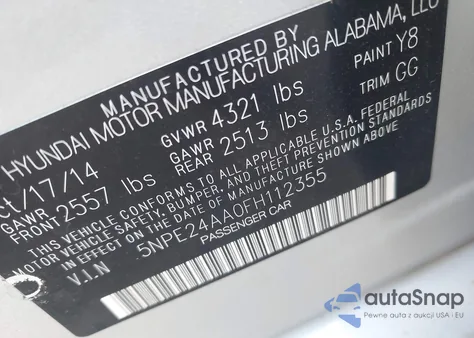 MANUFACTURED BY
HYUNDAI MOTOR MANUFACTURING ALABAMA, LLC
ct/17/14 GVWR 4321 lbs PAINT Y8
GAWR FRONT 2557 lbs GAWR REAR 2513 lbs TRIM GG
THIS VEHICLE CONFORMS TO ALL APPLICABLE U.S.A. FEDERAL
MOTOR VEHICLE SAFETY, BUMPER, AND THEFT PREVENTION
STANDARDS IN EFFECT ON THE DATE OF MANUFACTURE SHOWN ABOVE
V.I.N 5NPE24AA0FH112355
PASSENGER CAR
autoSnap
Pewne auta z aukcji USA i EU